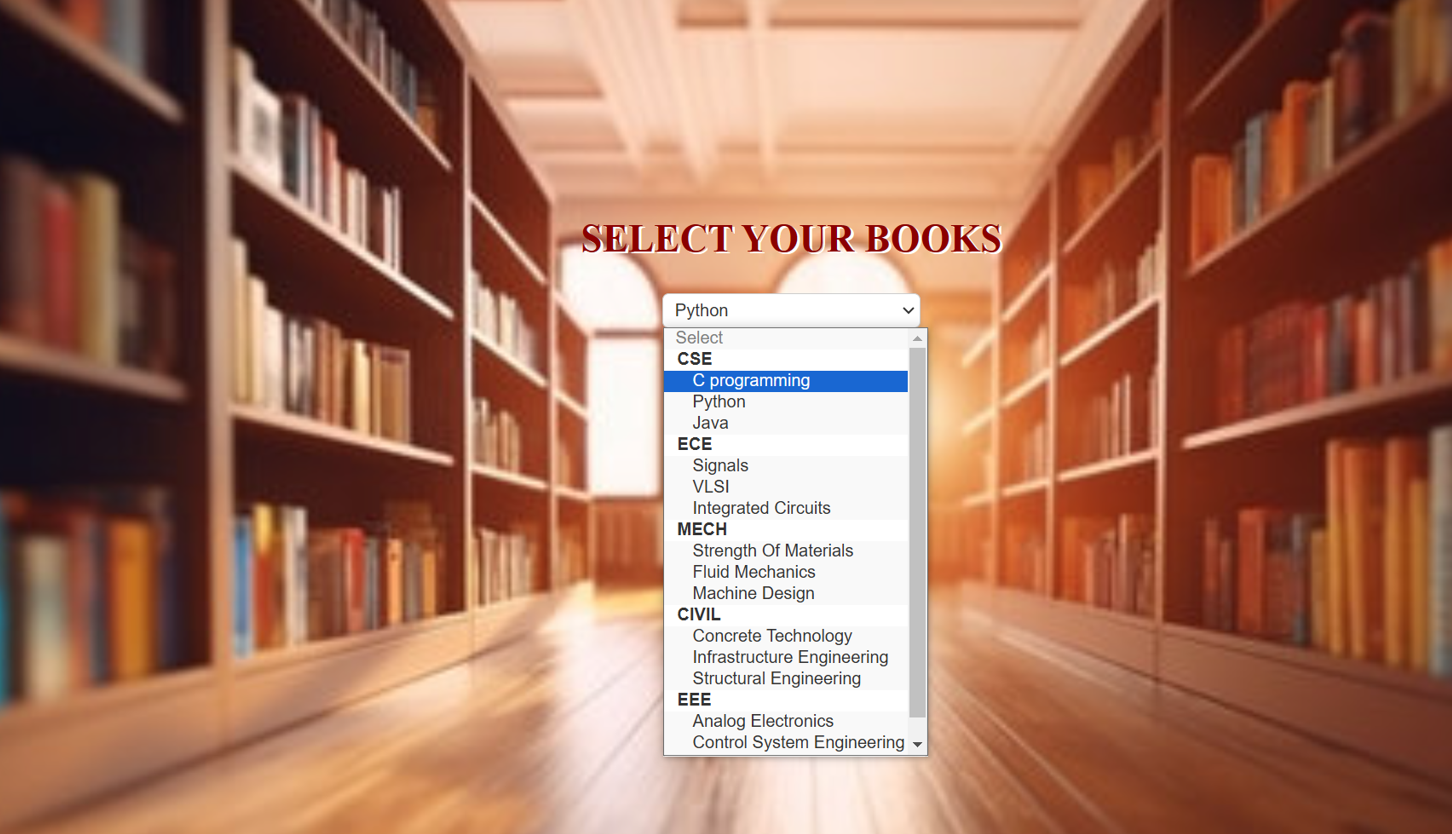 SELECT YOUR BOOKS
Python
Select
CSE
C programming
Python
Java
ECE
Signals
VLSI
Integrated Circuits
MECH
Strength Of Materials
Fluid Mechanics
Machine Design
CIVIL
Concrete Technology
Infrastructure Engineering
Structural Engineering
EEE
Analog Electronics
Control System Engineering